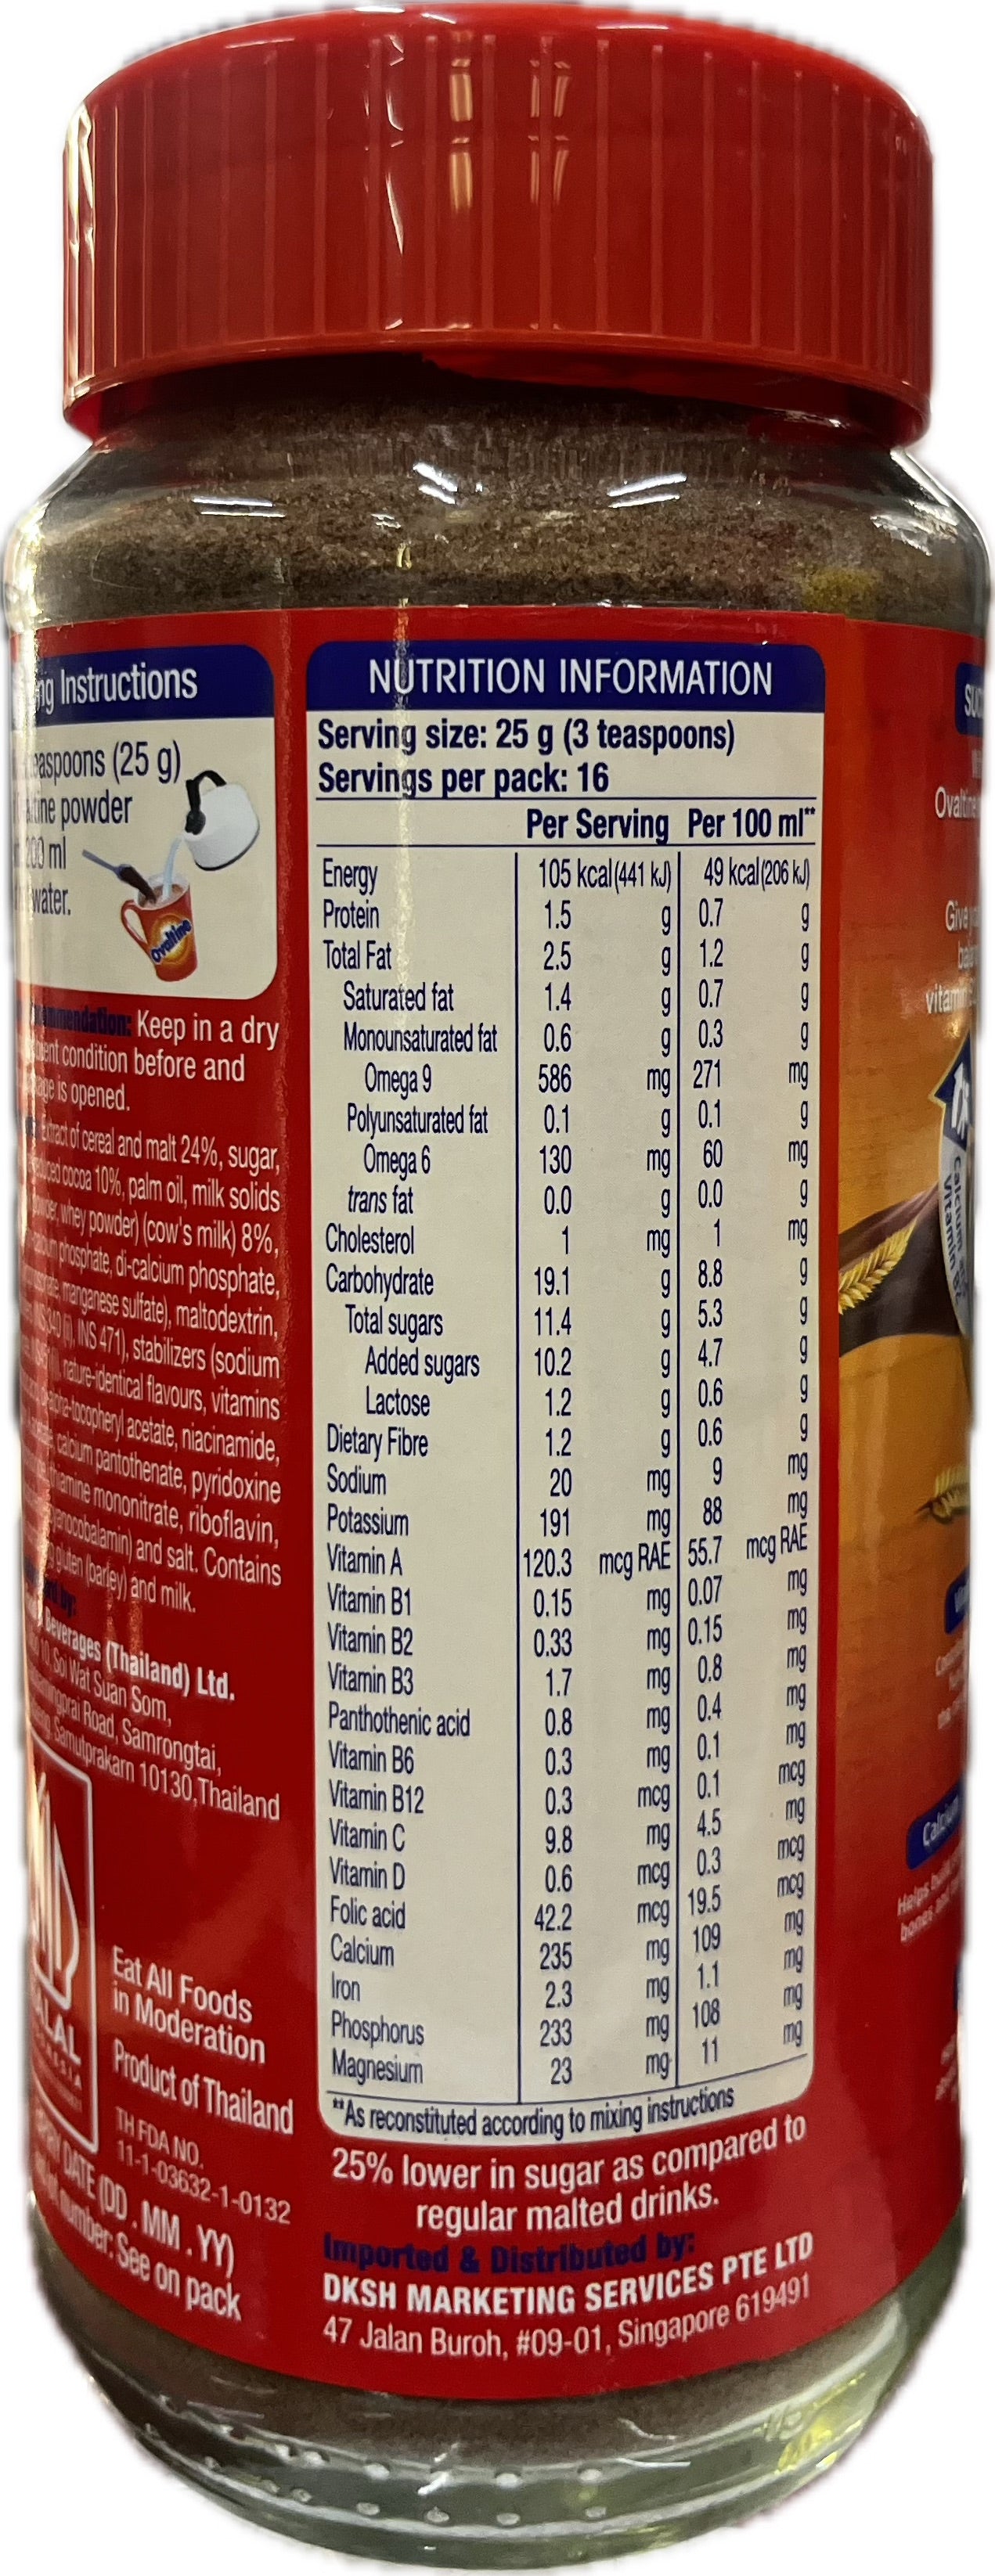 Instructions
(25 g)
powder
200 ml
water.
Ovaltine
Keep in a dry
condition before and
is opened.
extract of cereal and malt 24%, sugar,
cocoa 10%, palm oil, milk solids
whey powder) (cow's milk) 8%,
phosphate, di-calcium phosphate,
manganese sulfate), maltodextrin,
INS 471), stabilizers (sodium
nature-identical flavours, vitamins
acetate, niacinamide,
calcium pantothenate, pyridoxine
mononitrate, riboflavin,
and salt. Contains
gluten (barley) and milk.
by:
Beverages (Thailand) Ltd.
10, Soi Wat Suan Som,
Road, Samrongtai,
Samutprakarn 10130, Thailand
Eat All Foods
in Moderation
Product of Thailand
TH FDA NO.
11-1-03632-1-0132
DATE (DD . MM . YY)
number: See on pack
NUTRITION INFORMATION
Serving size: 25 g (3 teaspoons)
Servings per pack: 16
Per Serving Per 100 ml**
Energy 105 kcal(441 kJ) 49 kcal(206 kJ)
Protein 1.5 g 0.7 g
Total Fat 2.5 g 1.2 g
Saturated fat 1.4 g 0.7 g
Monounsaturated fat 0.6 g 0.3 g
Omega 9 586 mg 271 mg
Polyunsaturated fat 0.1 g 0.1 g
Omega 6 130 mg 60 mg
trans fat 0.0 g 0.0 g
Cholesterol 1 mg 1 mg
Carbohydrate 19.1 g 8.8 g
Total sugars 11.4 g 5.3 g
Added sugars 10.2 g 4.7 g
Lactose 1.2 g 0.6 g
Dietary Fibre 1.2 g 0.6 g
Sodium 20 mg 9 mg
Potassium 191 mg 88 mg
Vitamin A 120.3 mcg RAE 55.7 mcg RAE
Vitamin B1 0.15 mg 0.07 mg
Vitamin B2 0.33 mg 0.15 mg
Vitamin B3 1.7 mg 0.8 mg
Panthothenic acid 0.8 mg 0.4 mg
Vitamin B6 0.3 mg 0.1 mg
Vitamin B12 0.3 mcg 0.1 mcg
Vitamin C 9.8 mg 4.5 mg
Vitamin D 0.6 mcg 0.3 mcg
Folic acid 42.2 mcg 19.5 mcg
Calcium 235 mg 109 mg
Iron 2.3 mg 1.1 mg
Phosphorus 233 mg 108 mg
Magnesium 23 mg 11 mg
**As reconstituted according to mixing instructions
25% lower in sugar as compared to
regular malted drinks.
Imported & Distributed by:
DKSH MARKETING SERVICES PTE LTD
47 Jalan Buroh, #09-01, Singapore 619491